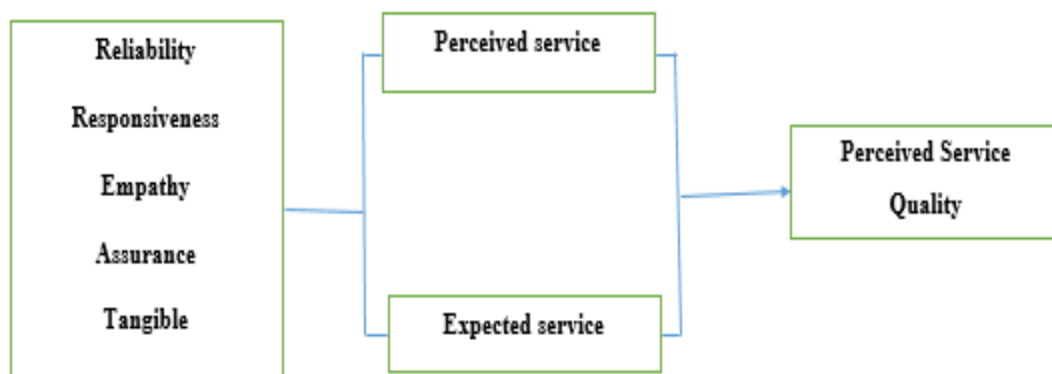 Reliability
Responsiveness
Empathy
Assurance
Tangible
Perceived service
Expected service
Perceived Service
Quality